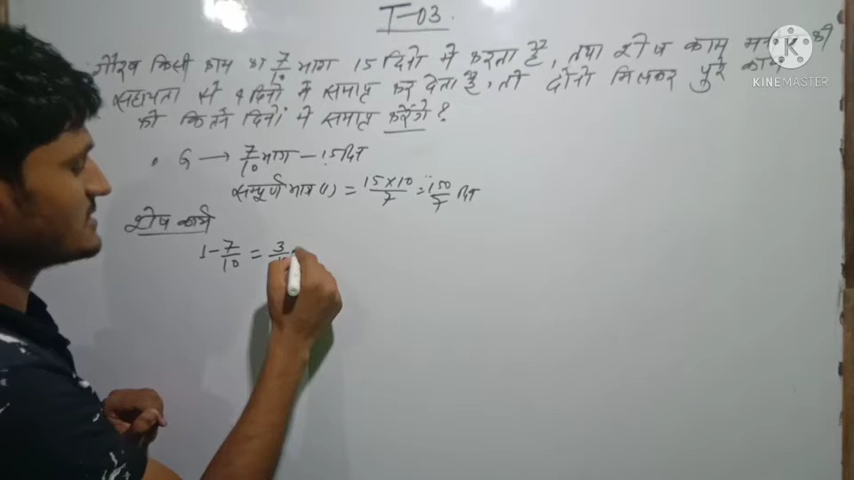 T-03.
गौरव किसी काम का 7/10 भाग 15 दिनों में करता है, तथा शेष काम की
सहायता से 4 दिनों में समाप्त कर देता है, तो दोनों मिलकर पुरे काम
को कितने दिनों में समाप्त करेंगे?
G → 7/10 भाग – 15 दिन
सम्पूर्ण भाग (1) = 15×10/7 = 150/7 दिन
शेष कार्य
1 - 7/10 = 3
KINEMASTER